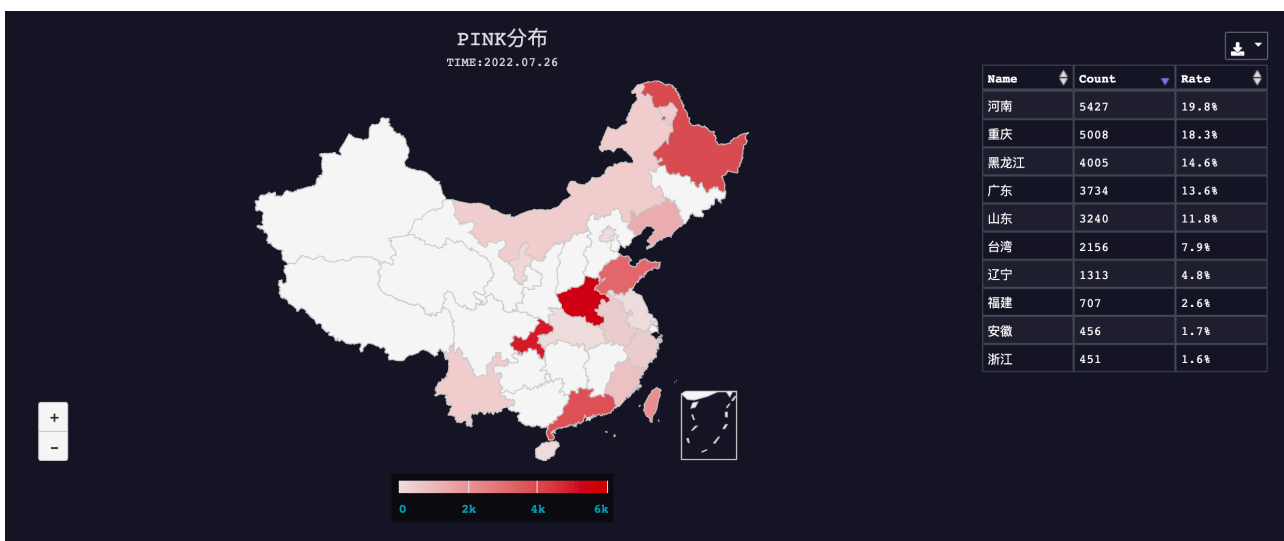 PINK分布
TIME:2022.07.26
Name Count Rate
河南 5427 19.8%
重庆 5008 18.3%
黑龙江 4005 14.6%
广东 3734 13.6%
山东 3240 11.8%
台湾 2156 7.9%
辽宁 1313 4.8%
福建 707 2.6%
安徽 456 1.7%
浙江 451 1.6%
+
-
0 2k 4k 6k